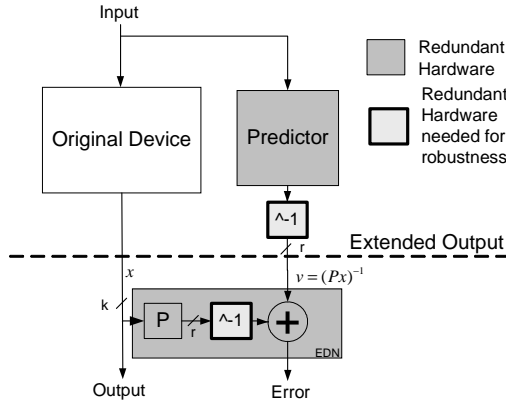 Input
Original Device
Predictor
Redundant
Hardware
Redundant
Hardware
needed for
robustness
^-1
r
Extended Output
x
v = (Px)^{-1}
k
P
r
^-1
+
EDN
Output
Error